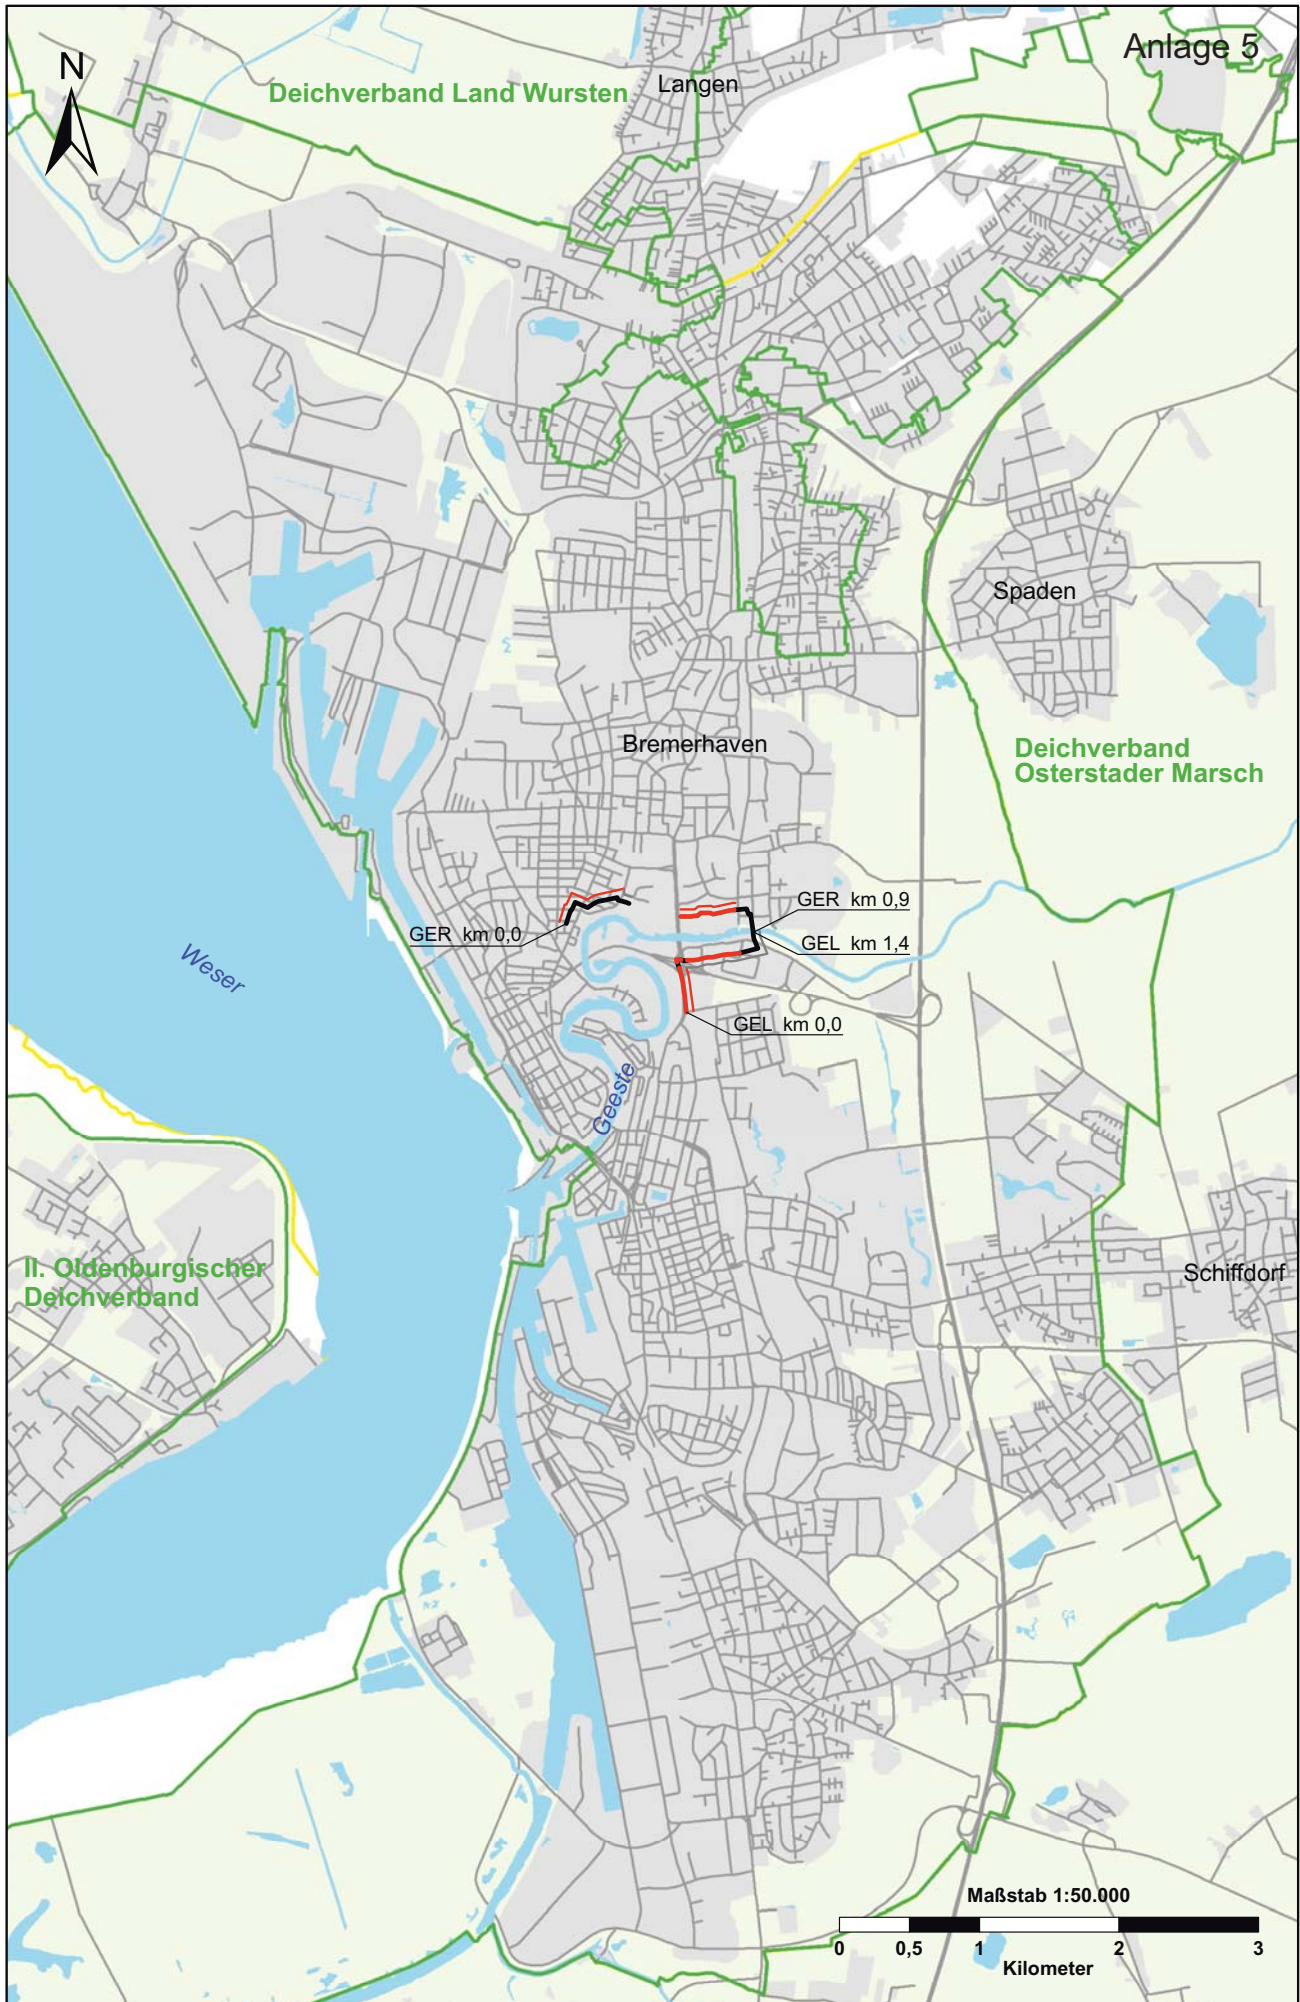 Anlage 5
N
Deichverband Land Wursten
Langen
Spaden
Bremerhaven
Deichverband
Osterstader Marsch
GER km 0,9
GER km 0,0
GEL km 1,4
Weser
GEL km 0,0
Geeste
II. Oldenburgischer
Deichverband
Schiffdorf
Maßstab 1:50.000
0 0,5 1 2 3
Kilometer